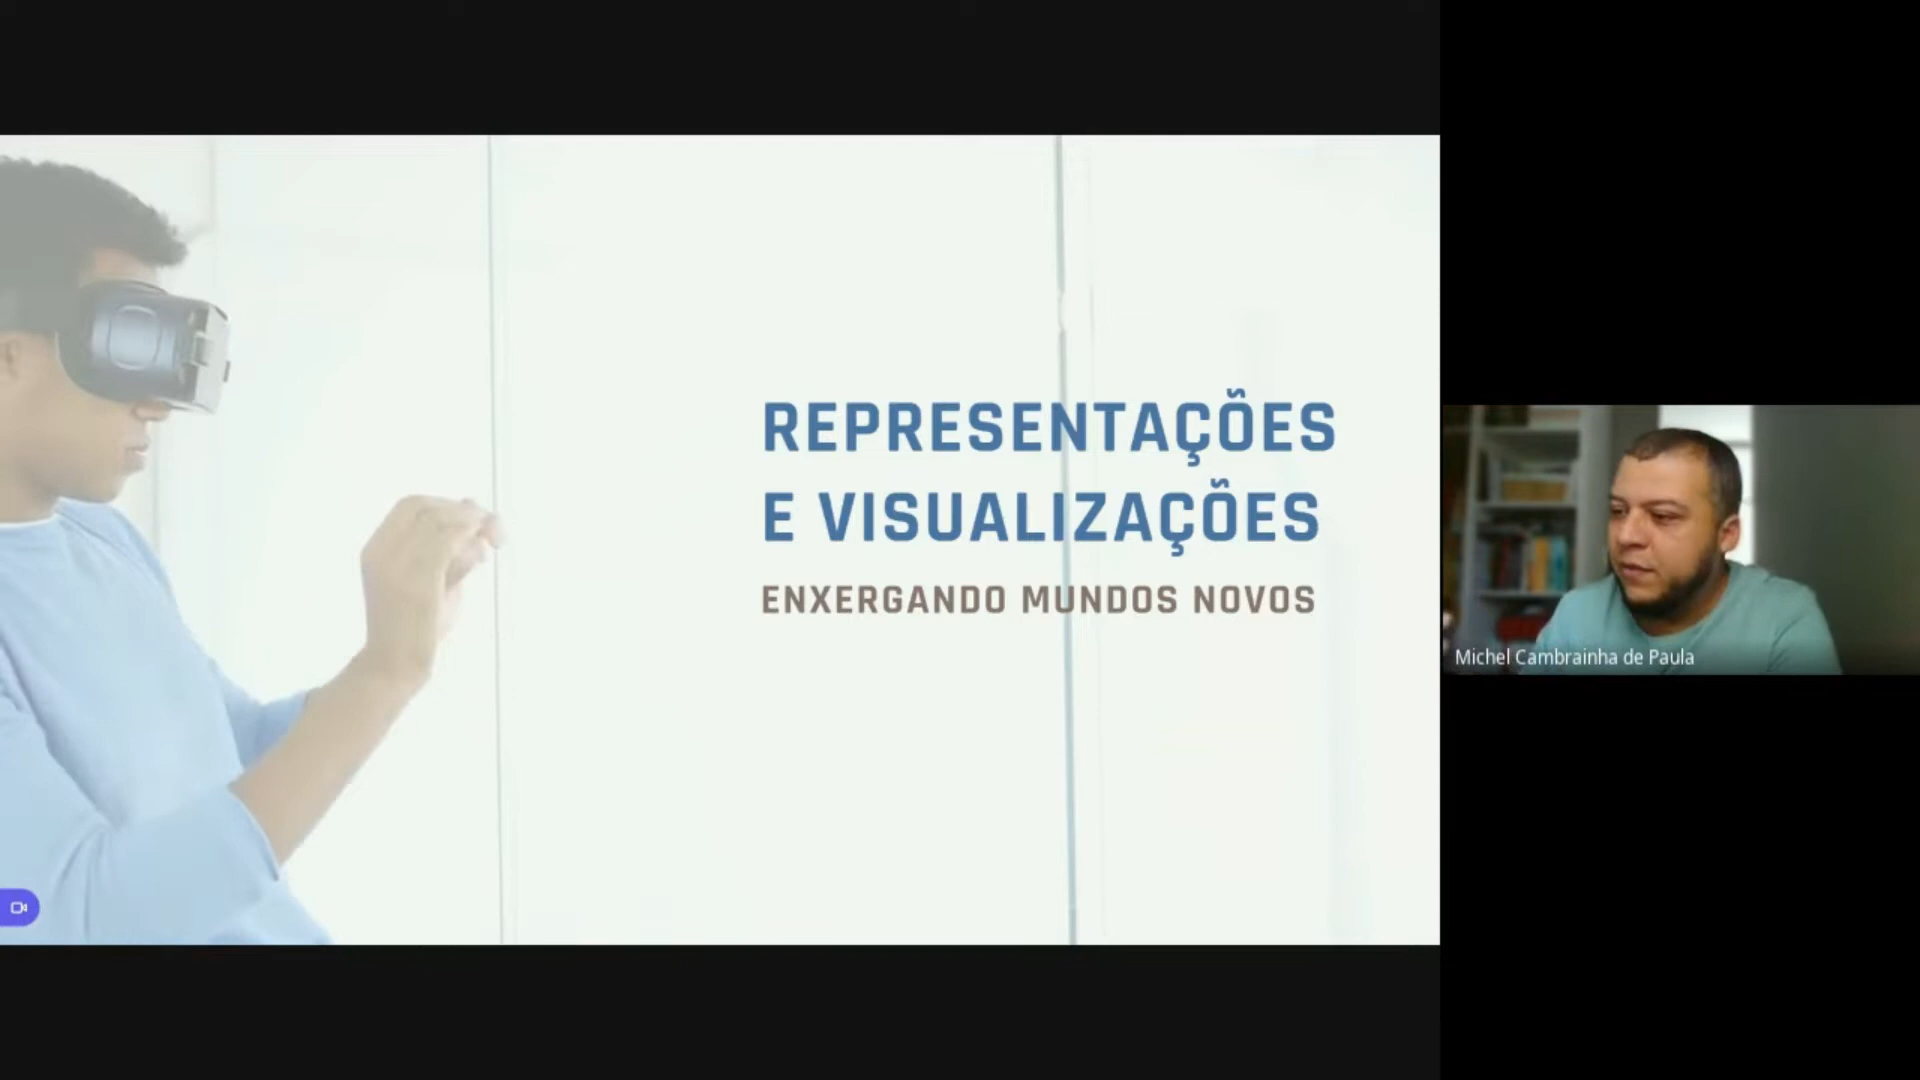 REPRESENTAÇÕES
E VISUALIZAÇÕES
ENXERGANDO MUNDOS NOVOS
Michel Cambrainha de Paula